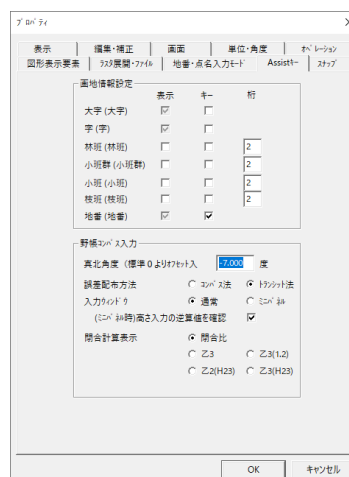 プロパティ
表示 編集・補正 画面 単位・角度 オペレーション
図形表示要素 ラスタ展開・ファイル 地番・点名入力モード Assistキー スナップ
画地情報設定
表示 キー 桁
大字 (大字)
字 (字)
林班 (林班) 2
小班群 (小班群) 2
小班 (小班) 2
枝班 (枝班) 2
地番 (地番)
野帳コンパス入力
真北角度 (標準 0 よりオフセット入 -7.000 度
誤差配布方法 コンパス法 トランシット法
入力ウィンドウ 通常 ミニパネル
(ミニパネル時)高さ入力の逆算値を確認
閉合計算表示 閉合比
乙3 乙3(1.2)
乙2(H23) 乙3(H23)
OK キャンセル